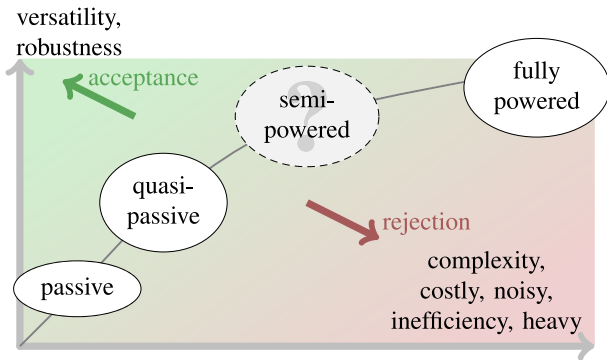 versatility,
robustness
acceptance
fully
powered
semi-
powered
?
quasi-
passive
rejection
passive
complexity,
costly, noisy,
inefficiency, heavy